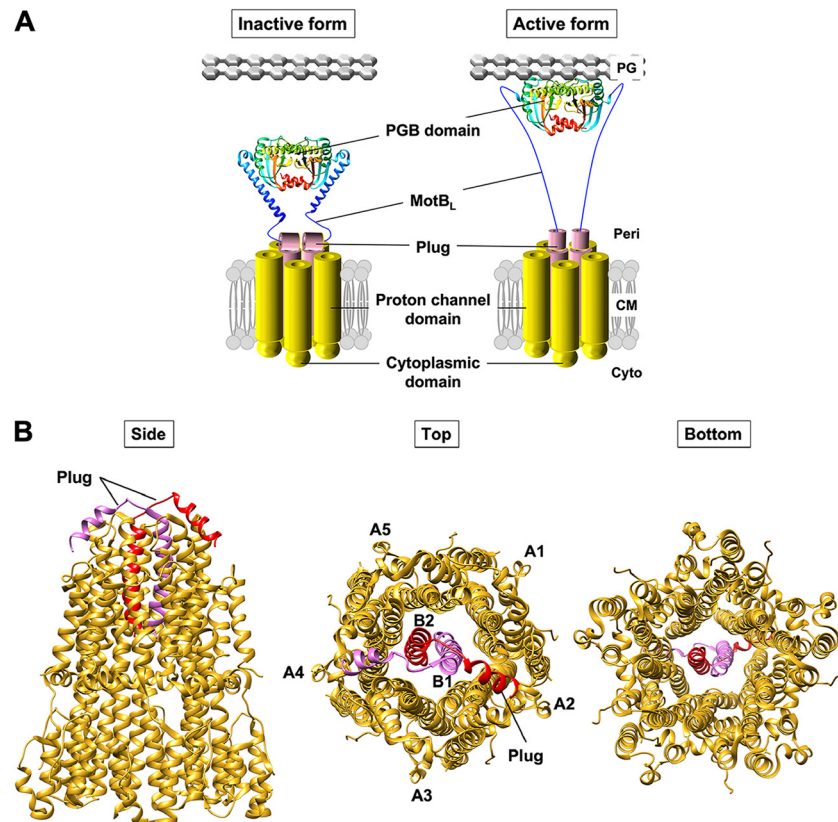 A
Inactive form
Active form
PG
PGB domain
MotBL
Peri
Plug
Proton channel
domain
CM
Cytoplasmic
domain
Cyto
B
Side
Top
Bottom
Plug
A5
A1
B2
A4
B1
A2
Plug
A3